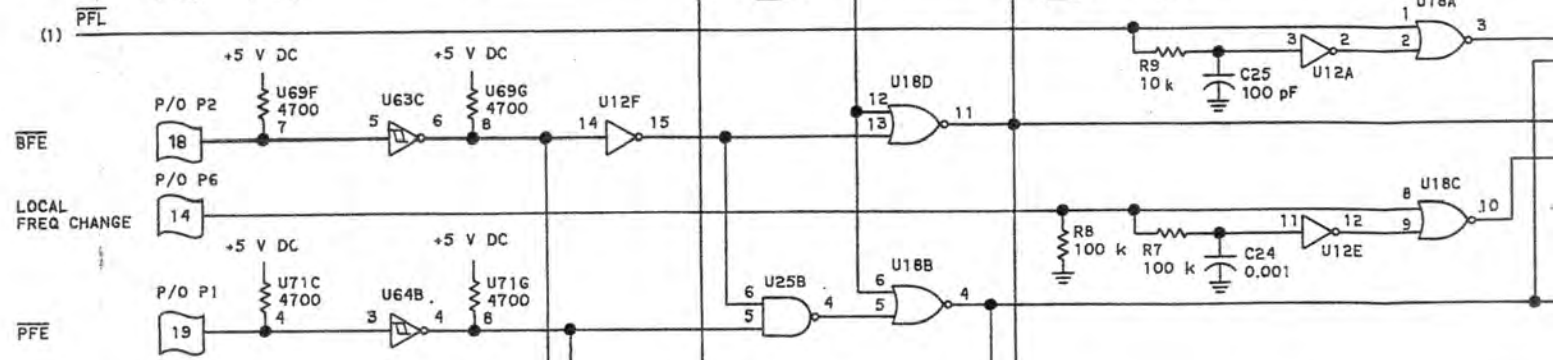 PFL
U18A
(1)
1
3
+5 V DC
+5 V DC
3
2
2
R9
10 k
C25
100 pF
U12A
P/O P2
U69F
4700
U63C
U69G
4700
U12F
U18D
7
5
6
8
14
15
12
13
11
BFE
18
P/O P6
LOCAL
FREQ CHANGE
14
8
U18C
10
9
+5 V DC
+5 V DC
R8
100 k
R7
100 k
11
12
U12E
C24
0.001
P/O P1
U71C
4700
U64B
U71G
4700
U25B
U18B
6
4
6
5
4
5
4
3
4
8
PFE
19